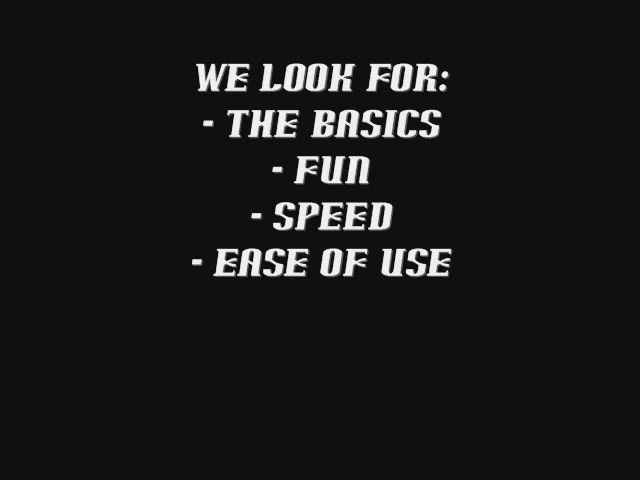 WE LOOK FOR:
- THE BASICS
- FUN
- SPEED
- EASE OF USE